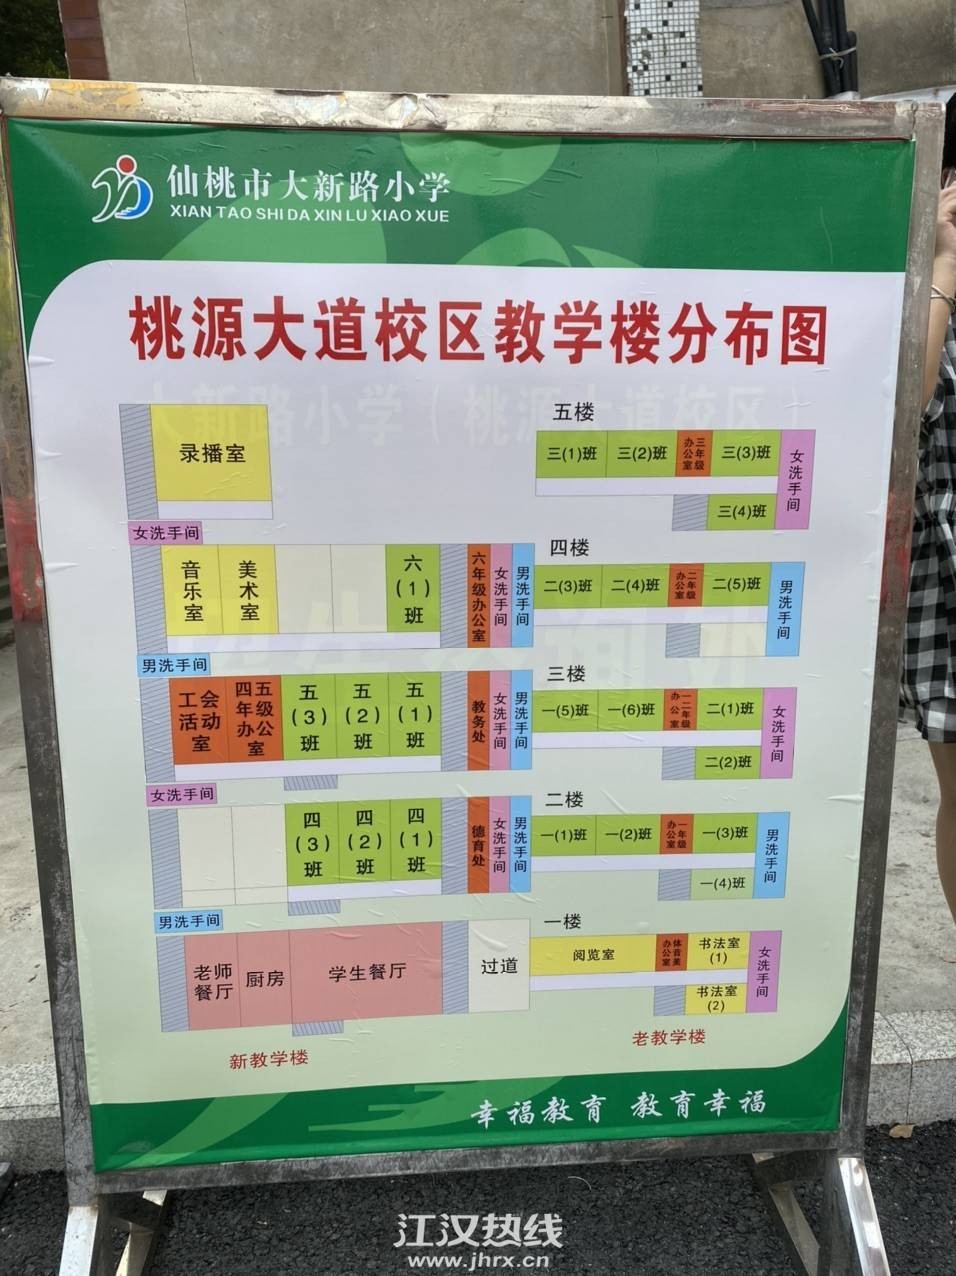 仙桃市大新路小学
XIAN TAO SHI DA XIN LU XIAO XUE
桃源大道校区教学楼分布图
大新路小学(桃源大道校区)
五楼
录播室
三(1)班 三(2)班 三年级办公室 三(3)班 女洗手间
三(4)班
女洗手间
四楼
音乐室 美术室 六(1)班 六年级办公室 女洗手间 男洗手间
二(3)班 二(4)班 二年级办公室 二(5)班 男洗手间
男洗手间
三楼
工会活动室 四五年级办公室 五(3)班 五(2)班 五(1)班 教务处 女洗手间 男洗手间
一(5)班 一(6)班 一二年级办公室 二(1)班 女洗手间
二(2)班
女洗手间
二楼
四(3)班 四(2)班 四(1)班 德育处 女洗手间 男洗手间
一(1)班 一(2)班 一年级办公室 一(3)班 男洗手间
一(4)班
男洗手间
一楼
老师餐厅 厨房 学生餐厅 过道
阅览室 体音美办公室 书法室(1) 女洗手间
书法室(2)
新教学楼 老教学楼
幸福教育 教育幸福
江汉热线
www.jhrx.cn